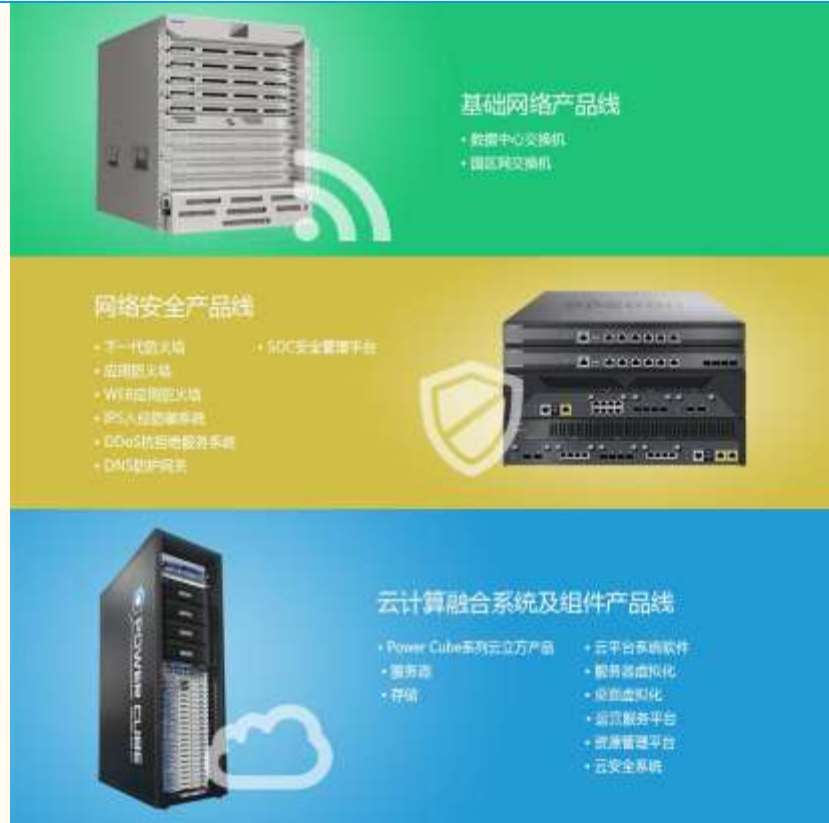 基础网络产品线
• 数据中心交换机
• 园区网交换机
网络安全产品线
• 下一代防火墙
• 应用防火墙
• WEB应用防火墙
• IPS入侵防御系统
• DDoS抗拒绝服务系统
• DNS防护网关
• SOC安全管理平台
POWER CUBE
云计算融合系统及组件产品线
• Power Cube系列云立方产品
• 服务器
• 存储
• 云平台系统软件
• 服务器虚拟化
• 桌面虚拟化
• 运营服务平台
• 资源管理平台
• 云安全系统